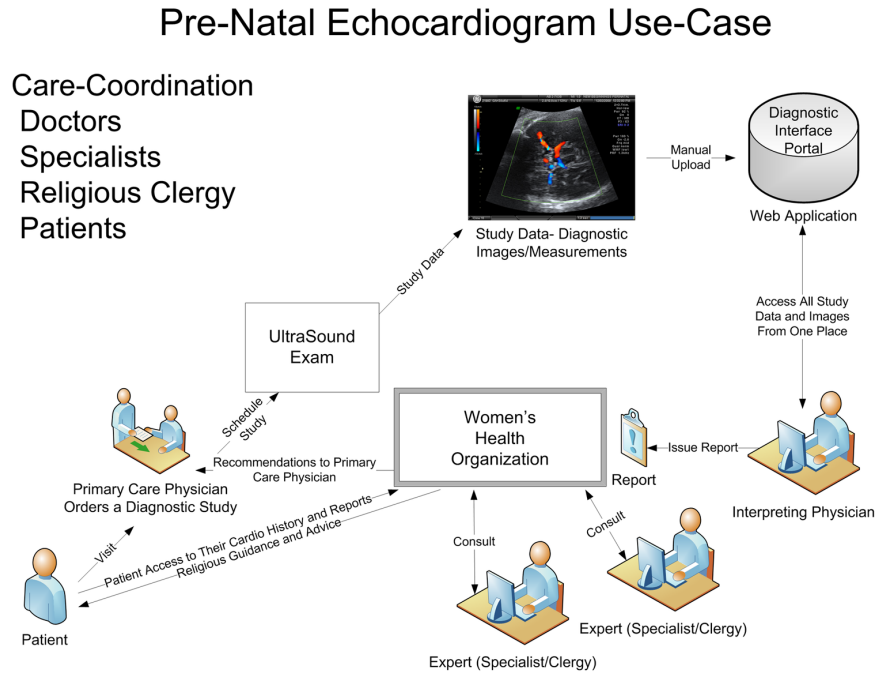 Pre-Natal Echocardiogram Use-Case
Care-Coordination
Doctors
Specialists
Religious Clergy
Patients
Diagnostic
Interface
Portal
Manual
Upload
Web Application
Study Data- Diagnostic
Images/Measurements
Study Data
Access All Study
Data and Images
From One Place
UltraSound
Exam
Schedule
Study
Women's
Health
Organization
Issue Report
Report
Interpreting Physician
Recommendations to Primary
Care Physician
Primary Care Physician
Orders a Diagnostic Study
Visit
Patient Access to Their Cardio History and Reports
Religious Guidance and Advice
Patient
Consult
Consult
Expert (Specialist/Clergy)
Expert (Specialist/Clergy)